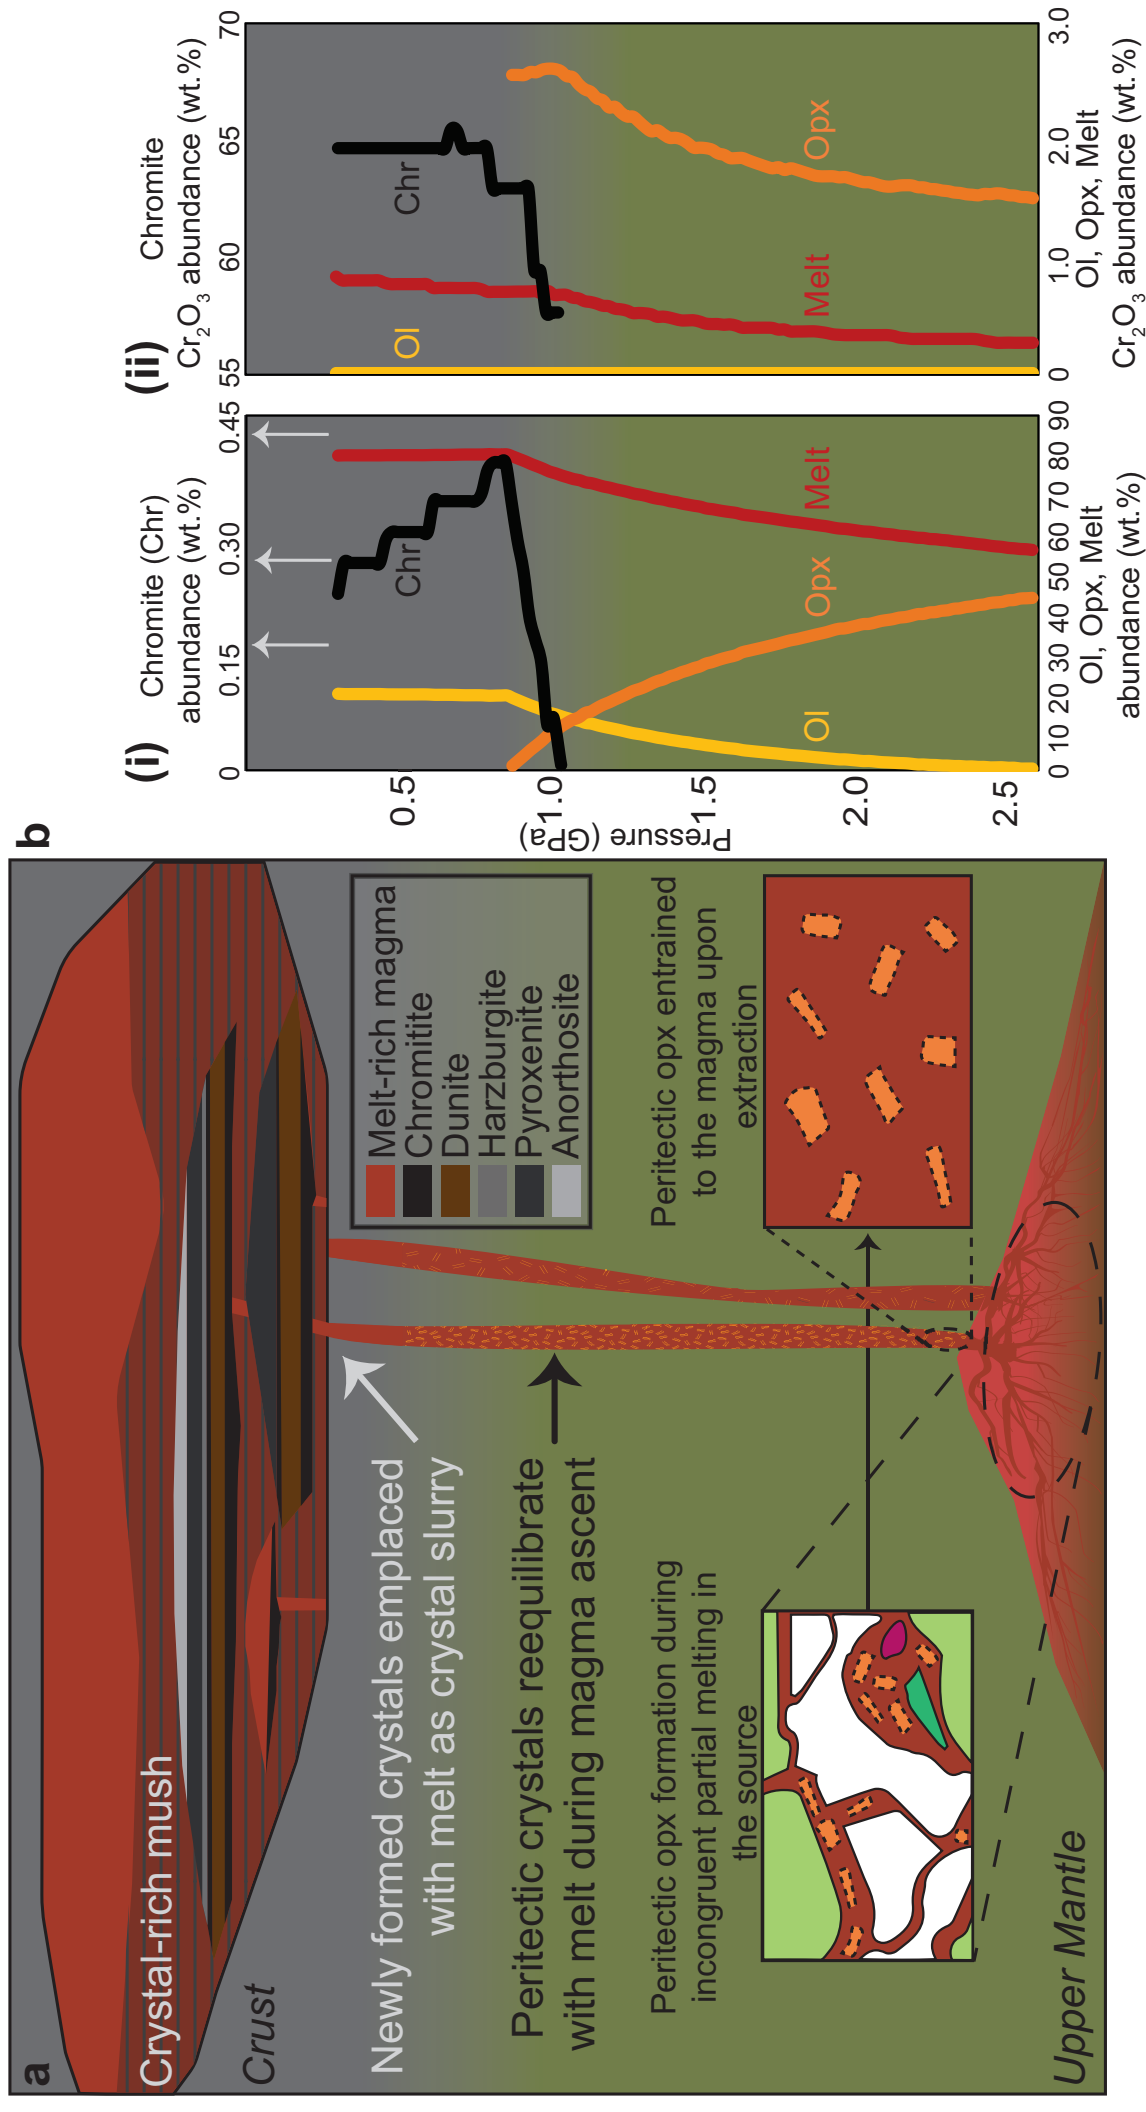 a
Crystal-rich mush
Crust
Newly formed crystals emplaced
with melt as crystal slurry
Peritectic crystals reequilibrate
with melt during magma ascent
Peritectic opx formation during
incongruent partial melting in
the source
Upper Mantle
Melt-rich magma
Chromitite
Dunite
Harzburgite
Pyroxenite
Anorthosite
Peritectic opx entrained
to the magma upon
extraction
b
(i)
Chromite (Chr)
abundance (wt.%)
0 0.15 0.30 0.45
Chr
Ol
Opx
Melt
0.5
1.0
1.5
2.0
2.5
Pressure (GPa)
0 10 20 30 40 50 60 70 80 90
Ol, Opx, Melt
abundance (wt.%)
(ii)
Chromite
Cr₂O₃ abundance (wt.%)
55 60 65 70
Ol
Chr
Melt
Opx
0 1.0 2.0 3.0
Ol, Opx, Melt
Cr₂O₃ abundance (wt.%)